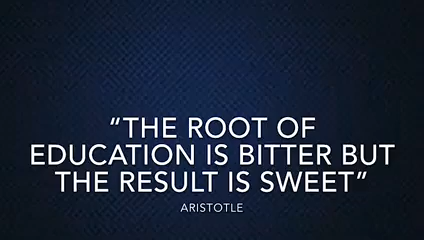 “THE ROOT OF
EDUCATION IS BITTER BUT
THE RESULT IS SWEET”
ARISTOTLE